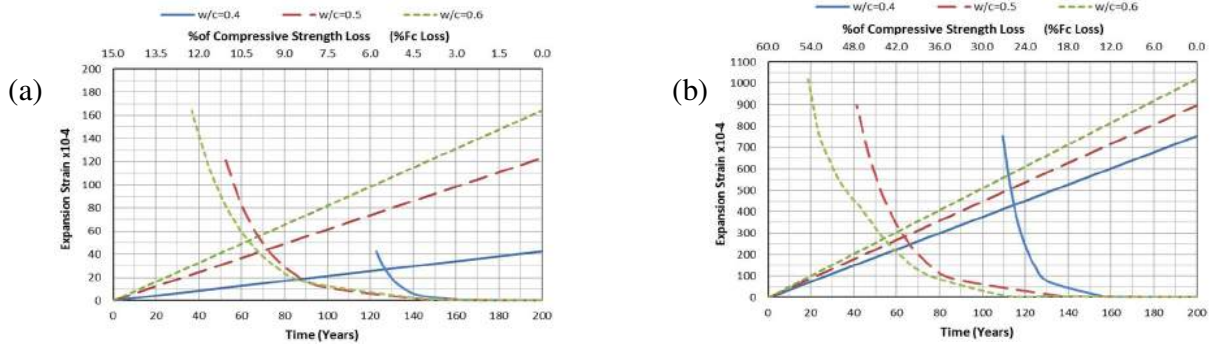 w/c=0.4 w/c=0.5 w/c=0.6
%of Compressive Strength Loss (%Fc Loss)
15.0 13.5 12.0 10.5 9.0 7.5 6.0 4.5 3.0 1.5 0.0
(a)
Expansion Strain x10-4
200
180
160
140
120
100
80
60
40
20
0
0 20 40 60 80 100 120 140 160 180 200
Time (Years)
w/c=0.4 w/c=0.5 w/c=0.6
%of Compressive Strength Loss (%Fc Loss)
60.0 54.0 48.0 42.0 36.0 30.0 24.0 18.0 12.0 6.0 0.0
(b)
Expansion Strain x10-4
1100
1000
900
800
700
600
500
400
300
200
100
0
0 20 40 60 80 100 120 140 160 180 200
Time (Years)